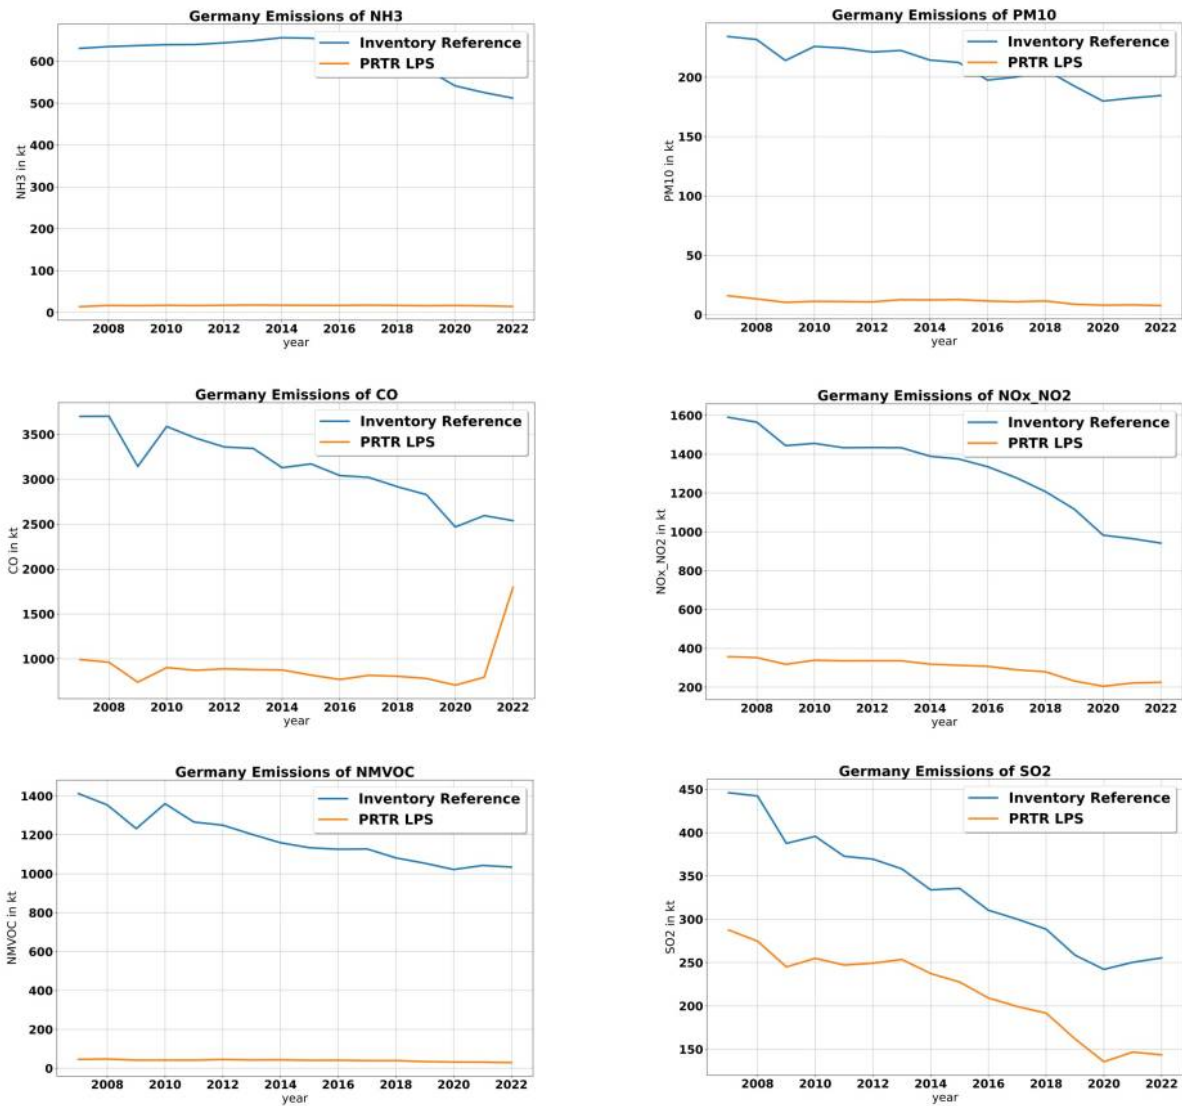 Germany Emissions of NH3
Inventory Reference
PRTR LPS
NH3 in kt
600
500
400
300
200
100
0
2008 2010 2012 2014 2016 2018 2020 2022
year
Germany Emissions of PM10
Inventory Reference
PRTR LPS
PM10 in kt
200
150
100
50
0
2008 2010 2012 2014 2016 2018 2020 2022
year
Germany Emissions of CO
Inventory Reference
PRTR LPS
CO in kt
3500
3000
2500
2000
1500
1000
2008 2010 2012 2014 2016 2018 2020 2022
year
Germany Emissions of NOx_NO2
Inventory Reference
PRTR LPS
NOx_NO2 in kt
1600
1400
1200
1000
800
600
400
200
2008 2010 2012 2014 2016 2018 2020 2022
year
Germany Emissions of NMVOC
Inventory Reference
PRTR LPS
NMVOC in kt
1400
1200
1000
800
600
400
200
0
2008 2010 2012 2014 2016 2018 2020 2022
year
Germany Emissions of SO2
Inventory Reference
PRTR LPS
SO2 in kt
450
400
350
300
250
200
150
2008 2010 2012 2014 2016 2018 2020 2022
year